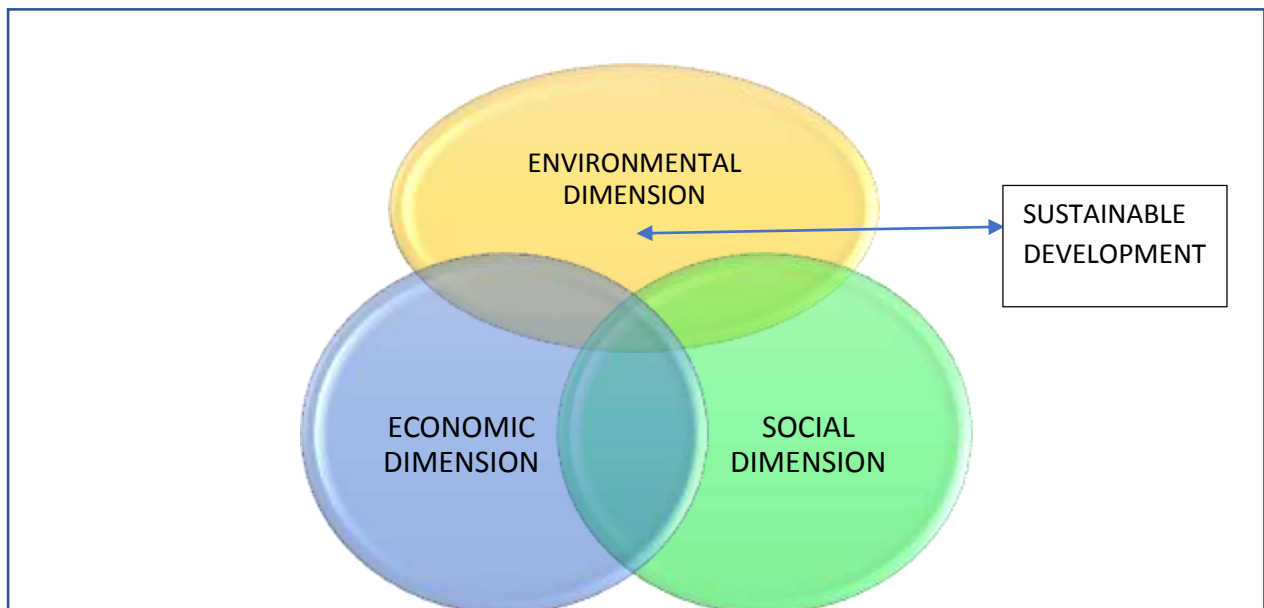 ENVIRONMENTAL
DIMENSION
SUSTAINABLE
DEVELOPMENT
ECONOMIC
DIMENSION
SOCIAL
DIMENSION